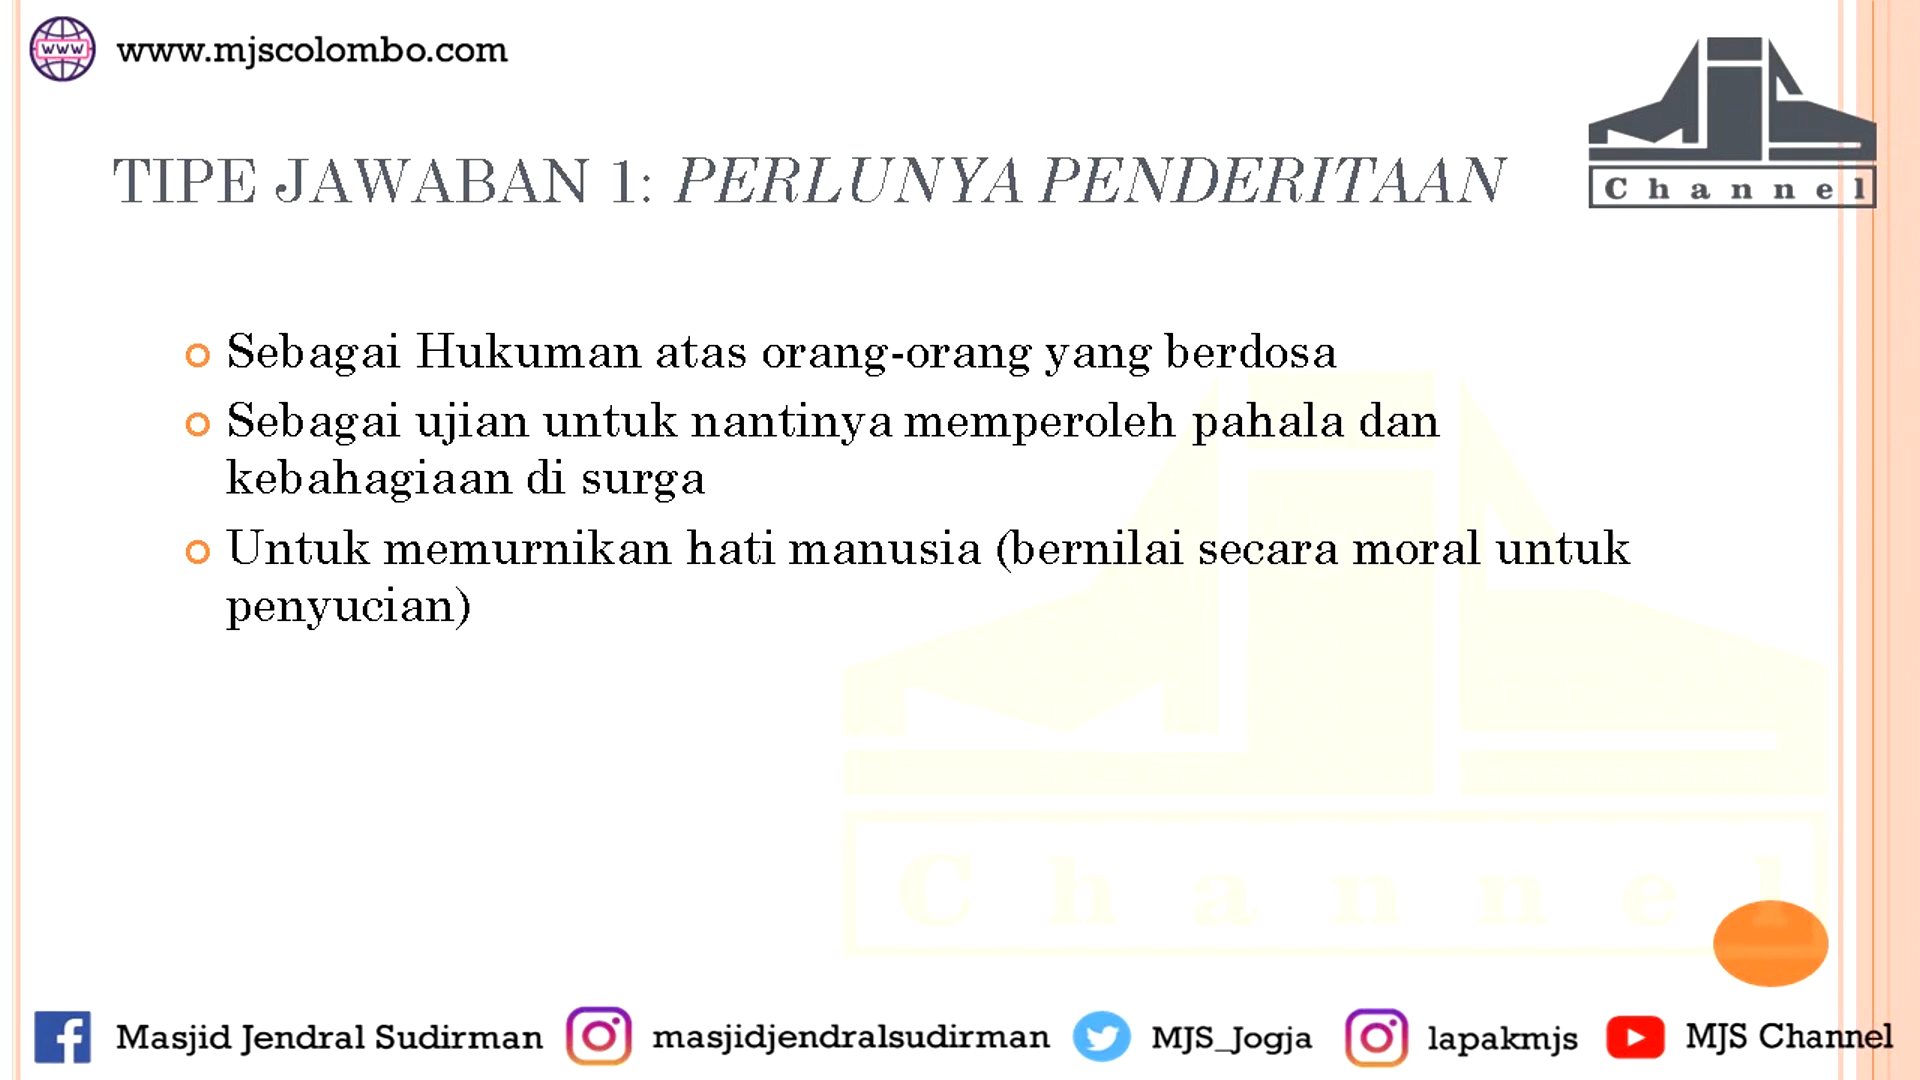 www
www.mjscolombo.com
Channel
TIPE JAWABAN 1: PERLUNYA PENDERITAAN
Sebagai Hukuman atas orang-orang yang berdosa
Sebagai ujian untuk nantinya memperoleh pahala dan
kebahagiaan di surga
Untuk memurnikan hati manusia (bernilai secara moral untuk
penyucian)
Channel
Masjid Jendral Sudirman masjidjendralsudirman MJS_Jogja lapakmjs MJS Channel